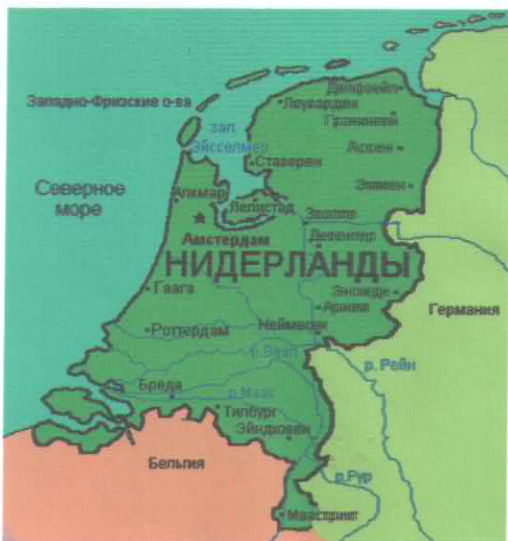 Западно-Фризские о-ва
Делфзейл
Леуварден
Гронинген
зал.
Эйсселмер
Ассен
Ставерен
Эммен
Северное
море
Алкмар
Лелистад
Зволле
Амстердам
Девентер
НИДЕРЛАНДЫ
Гаага
Энсхеде
Германия
Арнем
Роттердам
Неймеген
р.Ваал
р. Рейн
Бреда
р.Маас
Тилбург
Эйндховен
Бельгия
р.Рур
Маастрихт